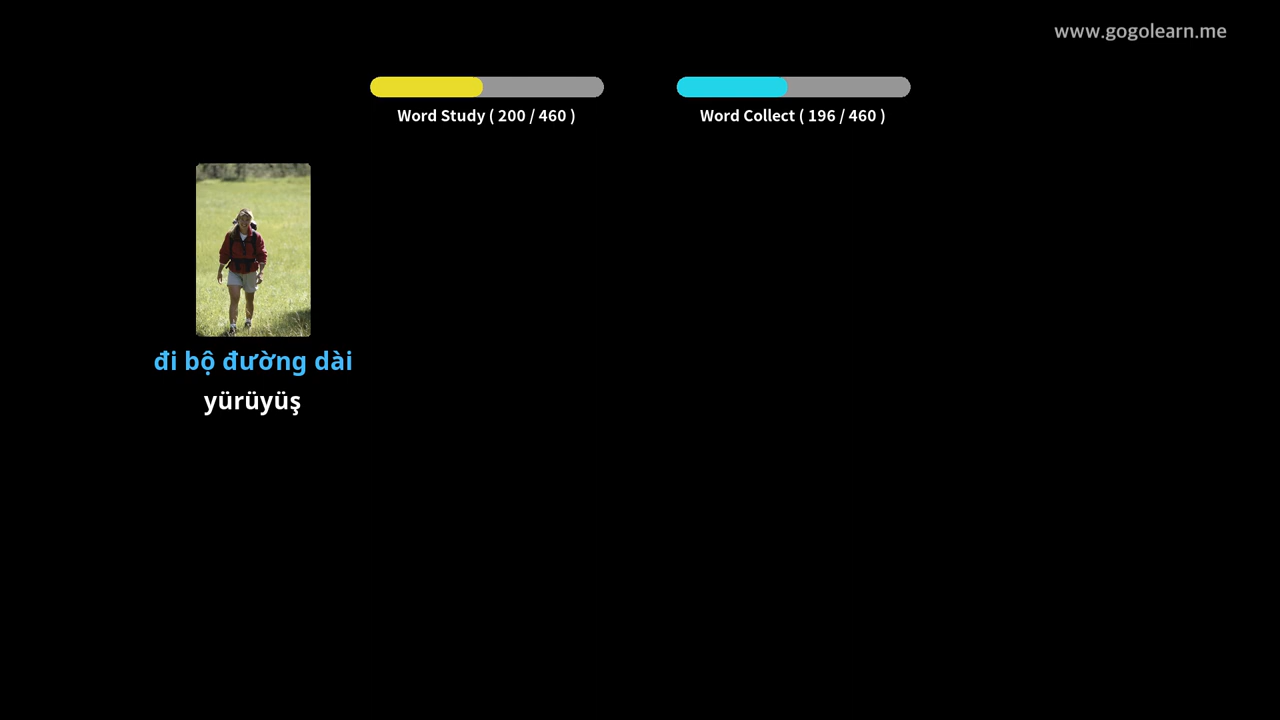 www.gogolearn.me
Word Study ( 200 / 460 )
Word Collect ( 196 / 460 )
đi bộ đường dài
yürüyüş